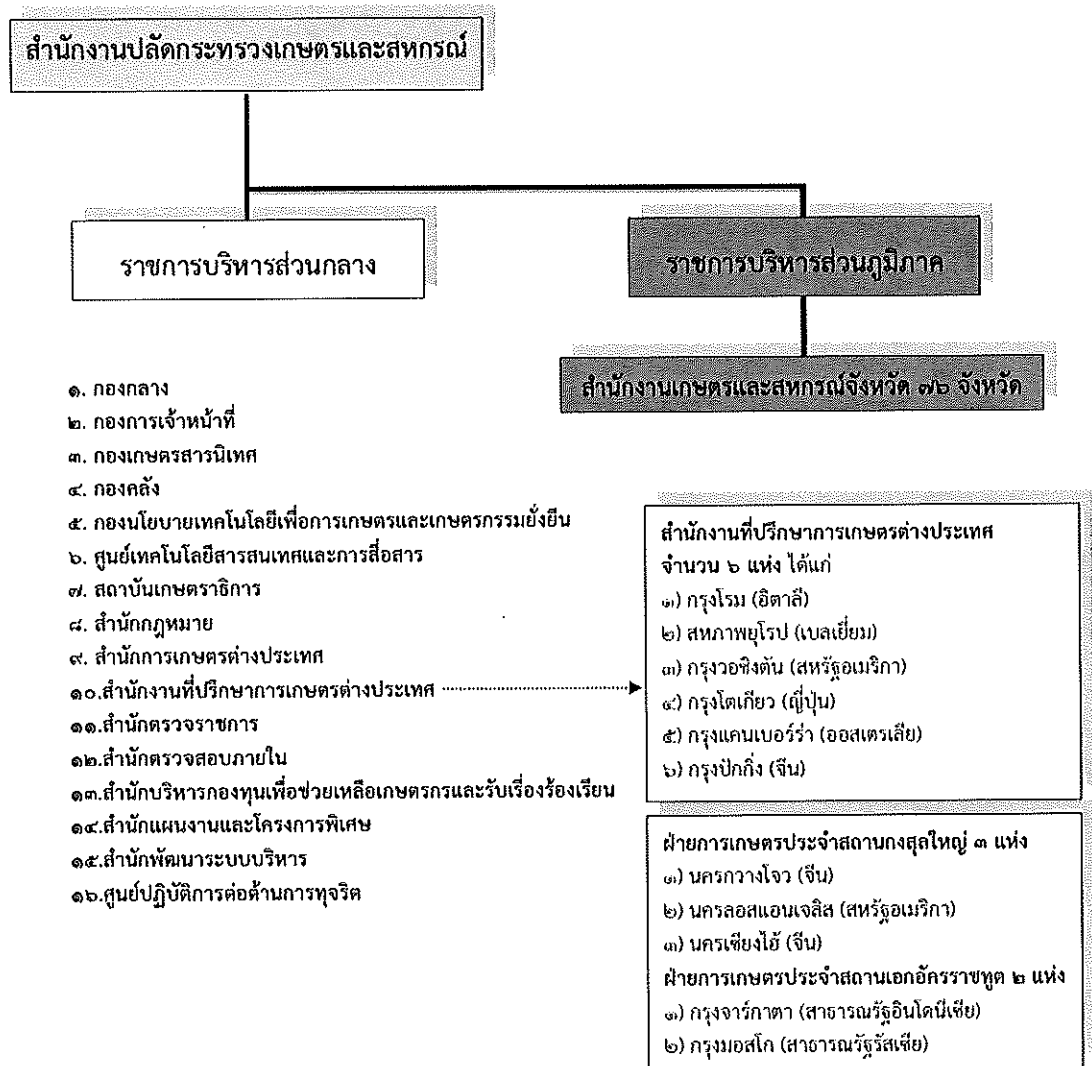 สำนักงานปลัดกระทรวงเกษตรและสหกรณ์
ราชการบริหารส่วนกลาง
ราชการบริหารส่วนภูมิภาค
สำนักงานเกษตรและสหกรณ์จังหวัด ๗๖ จังหวัด
๑. กองกลาง
๒. กองการเจ้าหน้าที่
๓. กองเกษตรสารนิเทศ
๔. กองคลัง
๕. กองนโยบายเทคโนโลยีเพื่อการเกษตรและเกษตรกรรมยั่งยืน
๖. ศูนย์เทคโนโลยีสารสนเทศและการสื่อสาร
๗. สถาบันเกษตราธิการ
๘. สำนักกฎหมาย
๙. สำนักการเกษตรต่างประเทศ
๑๐.สำนักงานที่ปรึกษาการเกษตรต่างประเทศ
๑๑.สำนักตรวจราชการ
๑๒.สำนักตรวจสอบภายใน
๑๓.สำนักบริหารกองทุนเพื่อช่วยเหลือเกษตรกรและรับเรื่องร้องเรียน
๑๔.สำนักแผนงานและโครงการพิเศษ
๑๕.สำนักพัฒนาระบบบริหาร
๑๖.ศูนย์ปฏิบัติการต่อต้านการทุจริต
สำนักงานที่ปรึกษาการเกษตรต่างประเทศ
จำนวน ๖ แห่ง ได้แก่
๑) กรุงโรม (อิตาลี)
๒) สหภาพยุโรป (เบลเยี่ยม)
๓) กรุงวอชิงตัน (สหรัฐอเมริกา)
๔) กรุงโตเกียว (ญี่ปุ่น)
๕) กรุงแคนเบอร์ร่า (ออสเตรเลีย)
๖) กรุงปักกิ่ง (จีน)
ฝ่ายการเกษตรประจำสถานกงสุลใหญ่ ๓ แห่ง
๑) นครกวางโจว (จีน)
๒) นครลอสแอนเจลิส (สหรัฐอเมริกา)
๓) นครเซียงไฮ้ (จีน)
ฝ่ายการเกษตรประจำสถานเอกอัครราชทูต ๒ แห่ง
๑) กรุงจาร์กาตา (สาธารณรัฐอินโดนีเซีย)
๒) กรุงมอสโก (สาธารณรัฐรัสเซีย)